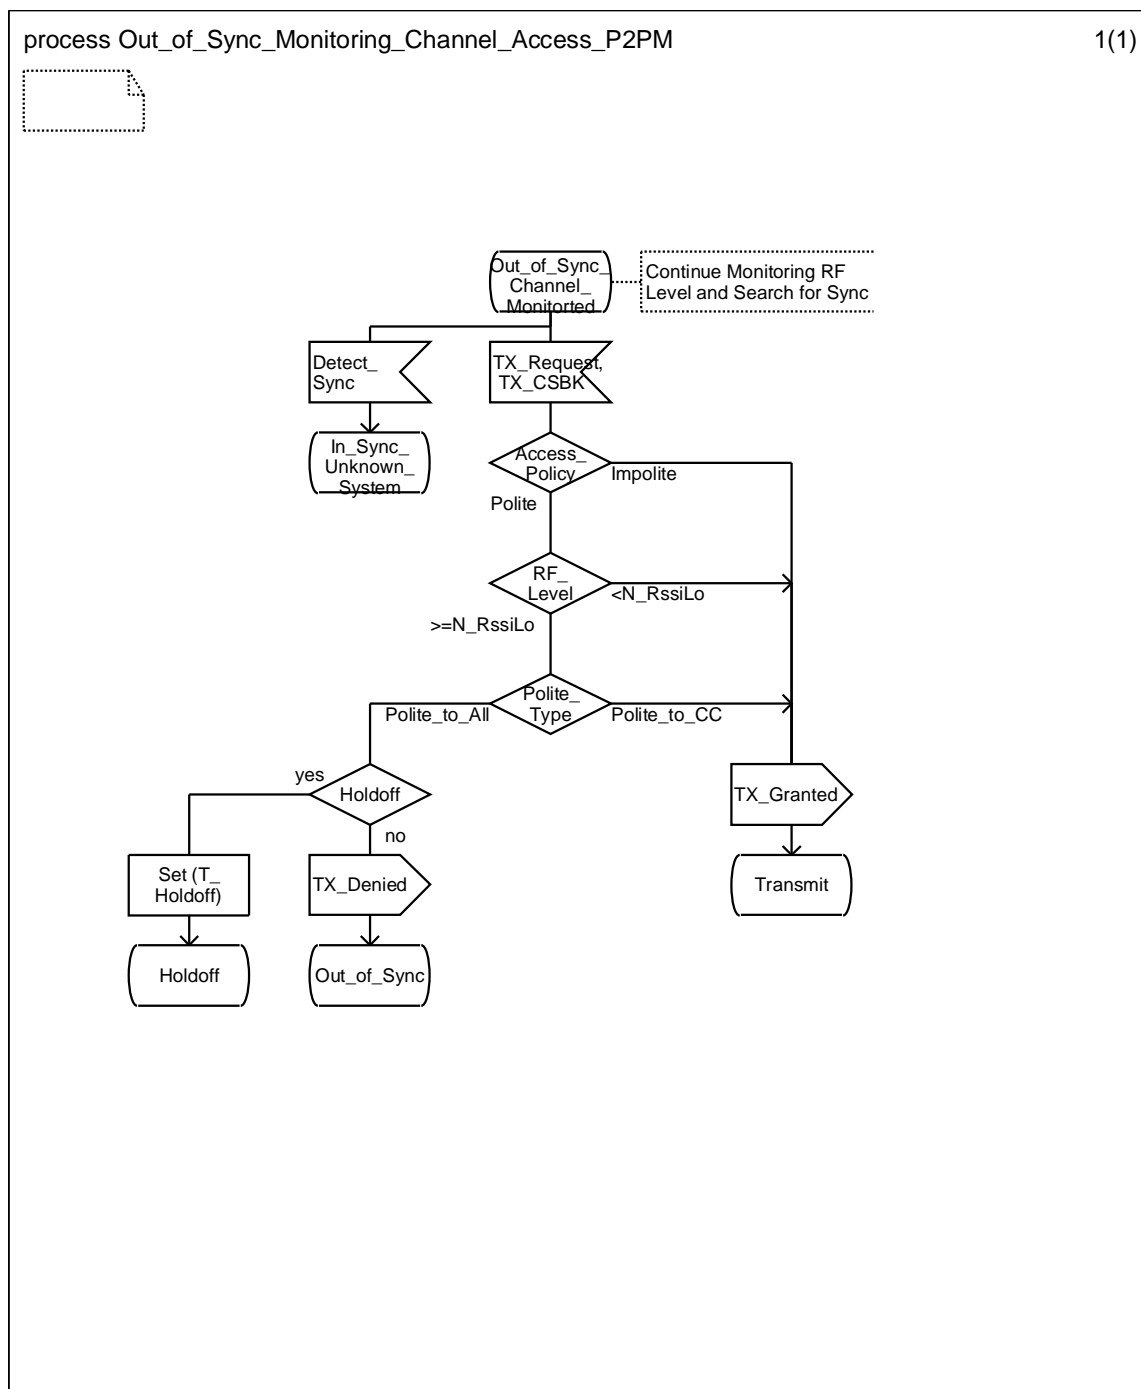 process Out_of_Sync_Monitoring_Channel_Access_P2PM
1(1)
Out_of_Sync_
Channel_
Monitorted
Continue Monitoring RF
Level and Search for Sync
Detect_
Sync
TX_Request,
TX_CSBK
In_Sync_
Unknown_
System
Access_
Policy
Impolite
Polite
RF_
Level
<N_RssiLo
>=N_RssiLo
Polite_
Type
Polite_to_All
Polite_to_CC
yes
Holdoff
no
TX_Granted
Set (T_
Holdoff)
TX_Denied
Transmit
Holdoff
Out_of_Sync